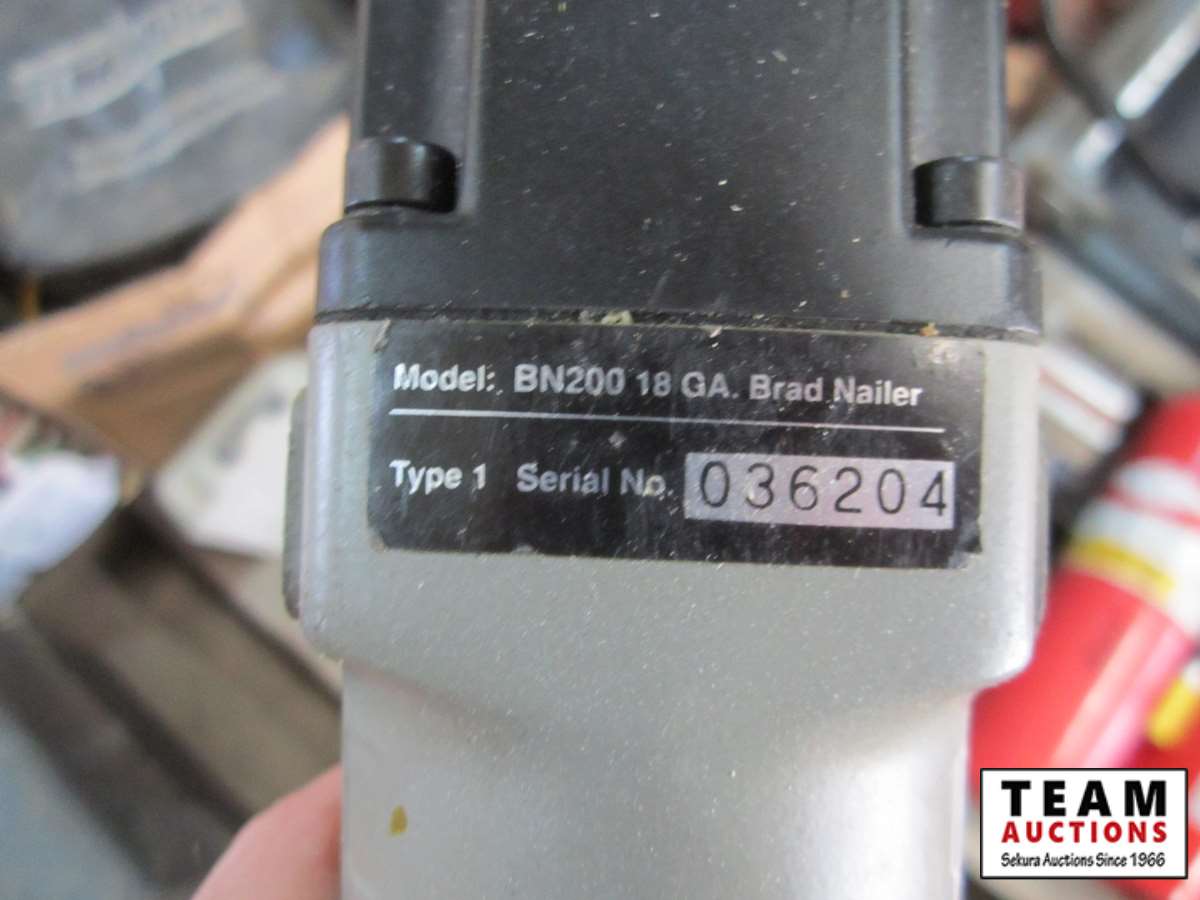 Model: BN200 18 GA. Brad Nailer
Type 1 Serial No. 036204
TEAM
AUCTIONS
Sekura Auctions Since 1966